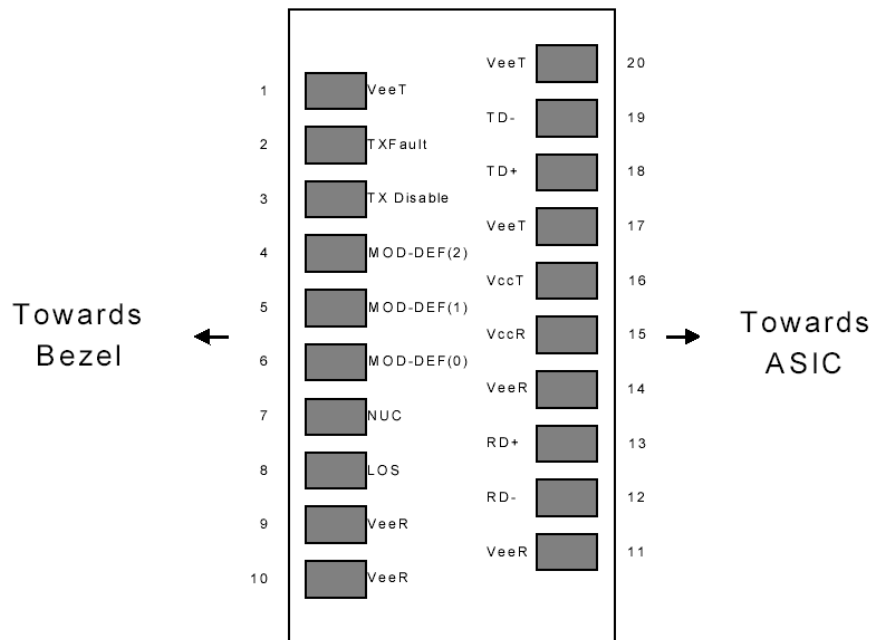 VeeT 20
1 VeeT
TD- 19
2 TXFault
TD+ 18
3 TX Disable
VeeT 17
4 MOD-DEF(2)
VccT 16
5 MOD-DEF(1)
VccR 15
Towards
Bezel
Towards
ASIC
6 MOD-DEF(0)
VeeR 14
7 NUC
RD+ 13
8 LOS
RD- 12
9 VeeR
VeeR 11
10 VeeR